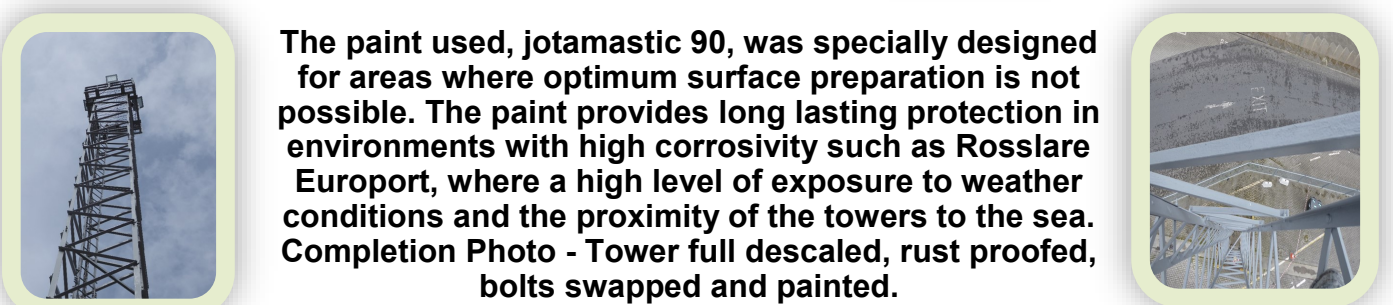 The paint used, jotamastic 90, was specially designed
for areas where optimum surface preparation is not
possible. The paint provides long lasting protection in
environments with high corrosivity such as Rosslare
Europort, where a high level of exposure to weather
conditions and the proximity of the towers to the sea.
Completion Photo - Tower full descaled, rust proofed,
bolts swapped and painted.
EXIT